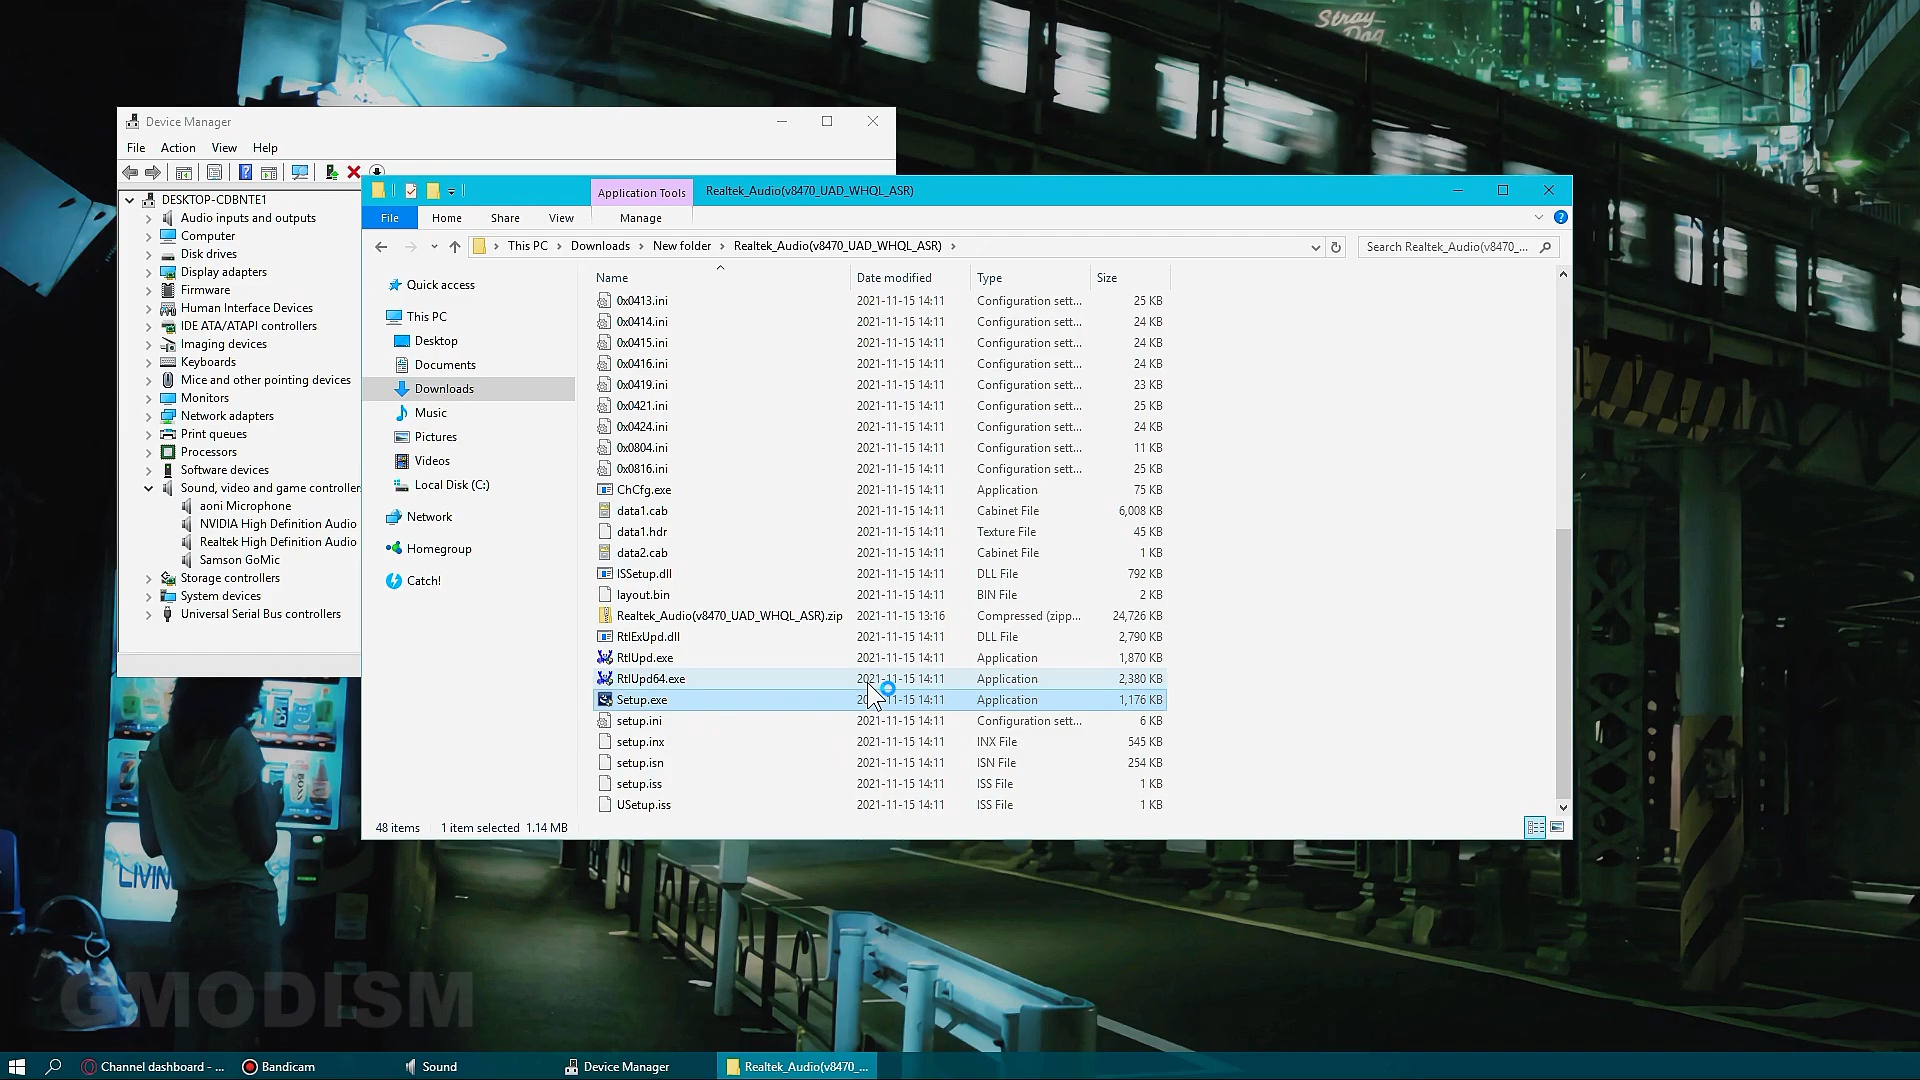 Stray
Dog
Device Manager
File Action View Help
DESKTOP-CDBNTE1
Audio inputs and outputs
Computer
Disk drives
Display adapters
Firmware
Human Interface Devices
IDE ATA/ATAPI controllers
Imaging devices
Keyboards
Mice and other pointing devices
Monitors
Network adapters
Print queues
Processors
Software devices
Sound, video and game controller
aoni Microphone
NVIDIA High Definition Audio
Realtek High Definition Audio
Samson GoMic
Storage controllers
System devices
Universal Serial Bus controllers
Application Tools Realtek_Audio(v8470_UAD_WHQL_ASR)
File Home Share View Manage
This PC Downloads New folder Realtek_Audio(v8470_UAD_WHQL_ASR)
Search Realtek_Audio(v8470_...
Quick access
This PC
Desktop
Documents
Downloads
Music
Pictures
Videos
Local Disk (C:)
Network
Homegroup
Catch!
Name Date modified Type Size
0x0413.ini 2021-11-15 14:11 Configuration sett... 25 KB
0x0414.ini 2021-11-15 14:11 Configuration sett... 24 KB
0x0415.ini 2021-11-15 14:11 Configuration sett... 24 KB
0x0416.ini 2021-11-15 14:11 Configuration sett... 24 KB
0x0419.ini 2021-11-15 14:11 Configuration sett... 23 KB
0x0421.ini 2021-11-15 14:11 Configuration sett... 25 KB
0x0424.ini 2021-11-15 14:11 Configuration sett... 24 KB
0x0804.ini 2021-11-15 14:11 Configuration sett... 11 KB
0x0816.ini 2021-11-15 14:11 Configuration sett... 25 KB
ChCfg.exe 2021-11-15 14:11 Application 75 KB
data1.cab 2021-11-15 14:11 Cabinet File 6,008 KB
data1.hdr 2021-11-15 14:11 Texture File 45 KB
data2.cab 2021-11-15 14:11 Cabinet File 1 KB
ISSetup.dll 2021-11-15 14:11 DLL File 792 KB
layout.bin 2021-11-15 14:11 BIN File 2 KB
Realtek_Audio(v8470_UAD_WHQL_ASR).zip 2021-11-15 13:16 Compressed (zipp... 24,726 KB
RtlExUpd.dll 2021-11-15 14:11 DLL File 2,790 KB
RtlUpd.exe 2021-11-15 14:11 Application 1,870 KB
RtlUpd64.exe 2021-11-15 14:11 Application 2,380 KB
Setup.exe 2021-11-15 14:11 Application 1,176 KB
setup.ini 2021-11-15 14:11 Configuration sett... 6 KB
setup.inx 2021-11-15 14:11 INX File 545 KB
setup.isn 2021-11-15 14:11 ISN File 254 KB
setup.iss 2021-11-15 14:11 ISS File 1 KB
USetup.iss 2021-11-15 14:11 ISS File 1 KB
48 items 1 item selected 1.14 MB
LIVIN
GMODISM
Channel dashboard - ... Bandicam Sound Device Manager Realtek_Audio(v8470_...